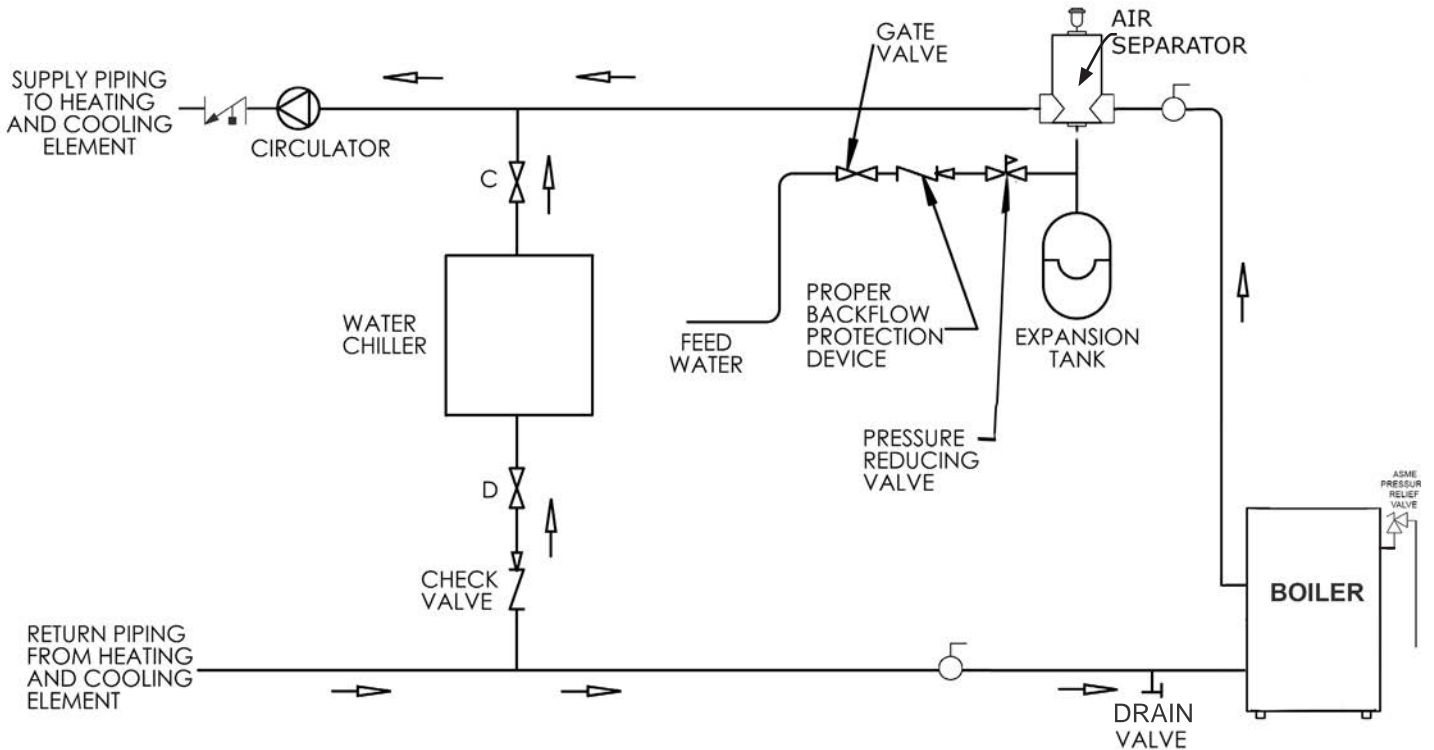 AIR
SEPARATOR
GATE
VALVE
SUPPLY PIPING
TO HEATING
AND COOLING
ELEMENT
CIRCULATOR
C
WATER
CHILLER
FEED
WATER
PROPER
BACKFLOW
PROTECTION
DEVICE
EXPANSION
TANK
PRESSURE
REDUCING
VALVE
D
ASME
PRESSUR
RELIEF
VALVE
CHECK
VALVE
BOILER
RETURN PIPING
FROM HEATING
AND COOLING
ELEMENT
DRAIN
VALVE